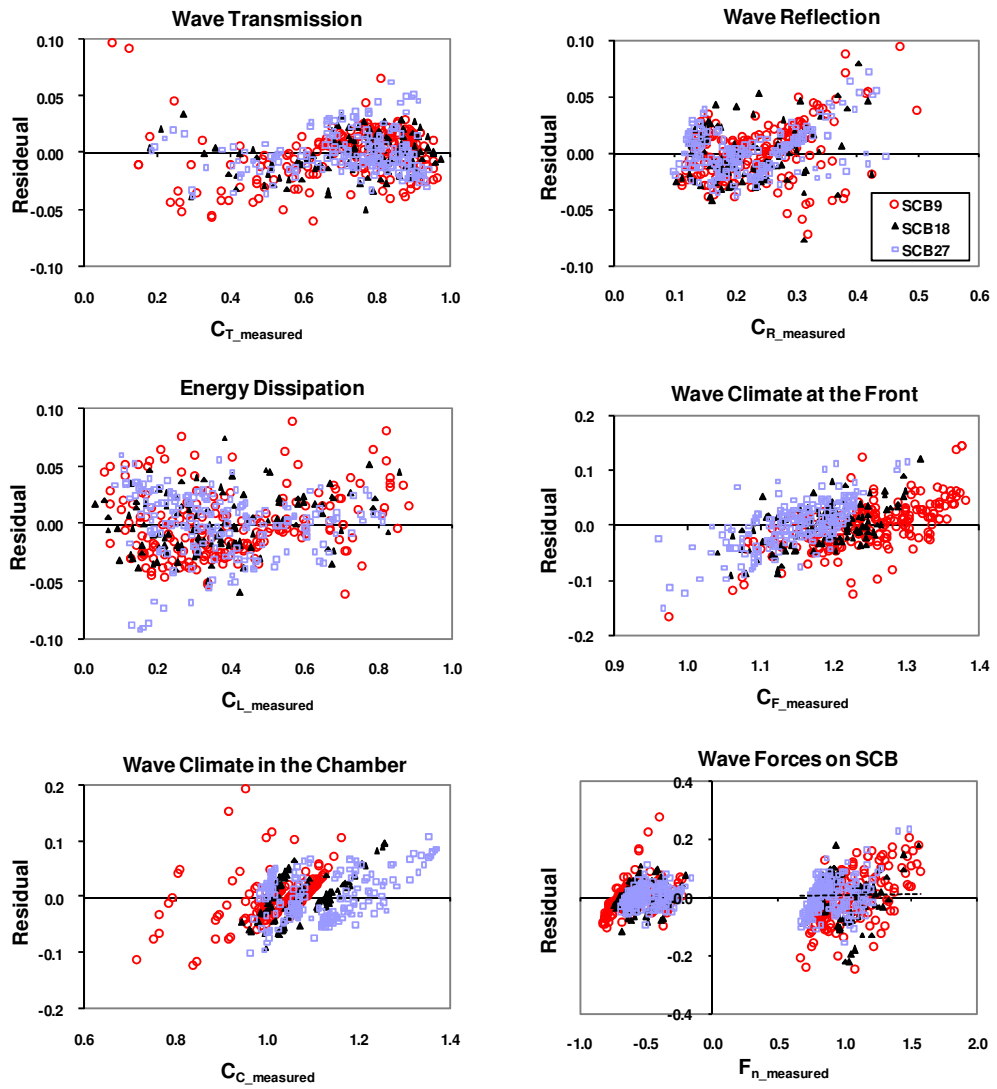 Wave Transmission
Resideual
0.10
0.05
0.00
-0.05
-0.10
0.0 0.2 0.4 0.6 0.8 1.0
C_T_measured
Wave Reflection
Residual
0.10
0.05
0.00
-0.05
-0.10
SCB9
SCB18
SCB27
0.1 0.2 0.3 0.4 0.5 0.6
C_R_measured
Energy Dissipation
Residual
0.10
0.05
0.00
-0.05
-0.10
0.0 0.2 0.4 0.6 0.8 1.0
C_L_measured
Wave Climate at the Front
Residual
0.2
0.1
0.0
-0.1
-0.2
0.9 1.0 1.1 1.2 1.3 1.4
C_F_measured
Wave Climate in the Chamber
Residual
0.2
0.1
0.0
-0.1
-0.2
0.6 0.8 1.0 1.2 1.4
C_C_measured
Wave Forces on SCB
Residual
0.4
0.2
0.0
-0.2
-0.4
-1.0 -0.5 0.0 0.5 1.0 1.5 2.0
F_n_measured